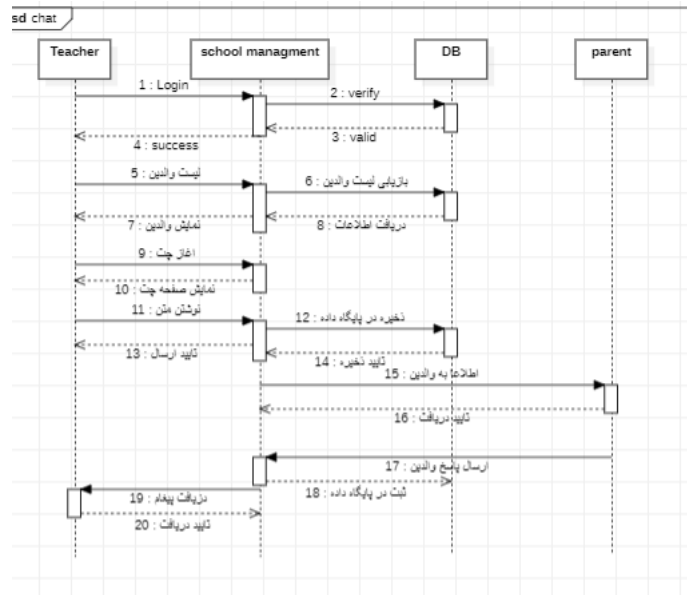 sd chat
Teacher
school managment
DB
parent
1 : Login
2 : verify
3 : valid
4 : success
5 : لیست والدین
6 : بازیابی لیست والدین
7 : نمایش والدین
8 : دریافت اطلاعات
9 : اغاز چت
10 : نمایش صفحه چت
11 : نوشتن متن
12 : ذخیره در پایگاه داده
13 : تایید ارسال
14 : تایید ذخیره
15 : اطلاعا به والدین
16 : تایید دریافت
17 : ارسال پاسخ والدین
18 : ثبت در پایگاه داده
19 : دزیافت پیغام
20 : تایید دریافت